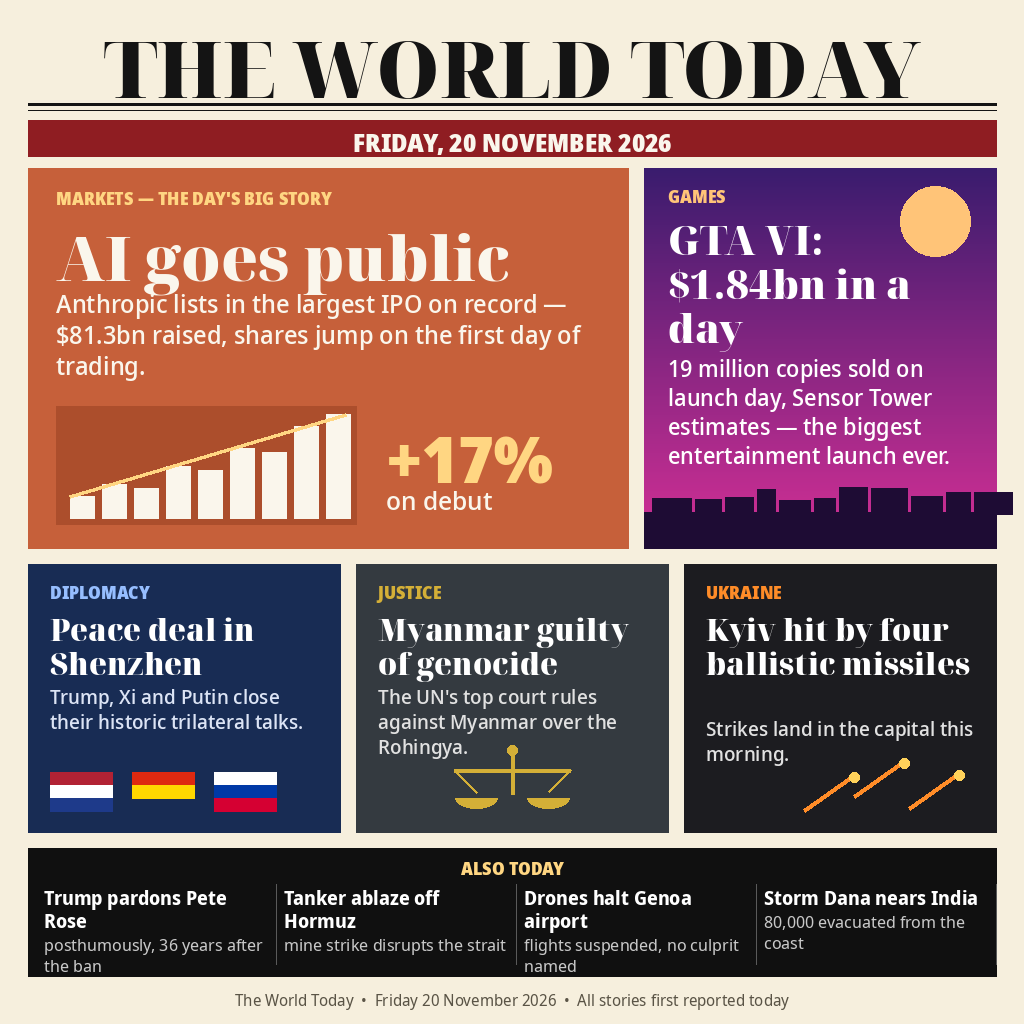 THE WORLD TODAY
FRIDAY, 20 NOVEMBER 2026
MARKETS — THE DAY'S BIG STORY
AI goes public
Anthropic lists in the largest IPO on record —
$81.3bn raised, shares jump on the first day of
trading.
+17%
on debut
GAMES
GTA VI:
$1.84bn in a
day
19 million copies sold on
launch day, Sensor Tower
estimates — the biggest
entertainment launch ever.
DIPLOMACY
Peace deal in
Shenzhen
Trump, Xi and Putin close
their historic trilateral talks.
JUSTICE
Myanmar guilty
of genocide
The UN's top court rules
against Myanmar over the
Rohingya.
UKRAINE
Kyiv hit by four
ballistic missiles
Strikes land in the capital this
morning.
ALSO TODAY
Trump pardons Pete
Rose
posthumously, 36 years after
the ban
Tanker ablaze off
Hormuz
mine strike disrupts the strait
Drones halt Genoa
airport
flights suspended, no culprit
named
Storm Dana nears India
80,000 evacuated from the
coast
The World Today • Friday 20 November 2026 • All stories first reported today